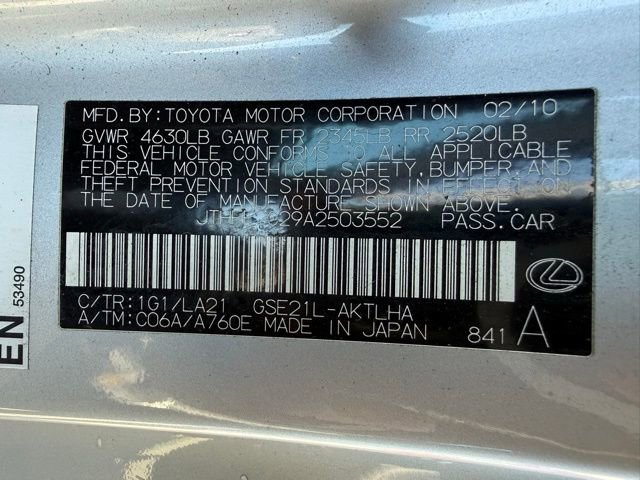 MFD.BY:TOYOTA MOTOR CORPORATION 02/10
GVWR 4630LB GAWR FR 2345LB RR 2520LB
THIS VEHICLE CONFORMS TO ALL APPLICABLE
FEDERAL MOTOR VEHICLE SAFETY,BUMPER,AND
THEFT PREVENTION STANDARDS IN EFFECT ON
THE DATE OF MANUFACTURE SHOWN ABOVE.
PASS.CAR
C/TR:1G1/LA21 GSE21L-AKTLHA
A/TM:C06A/A760E MADE IN JAPAN 841 A
EN 53490